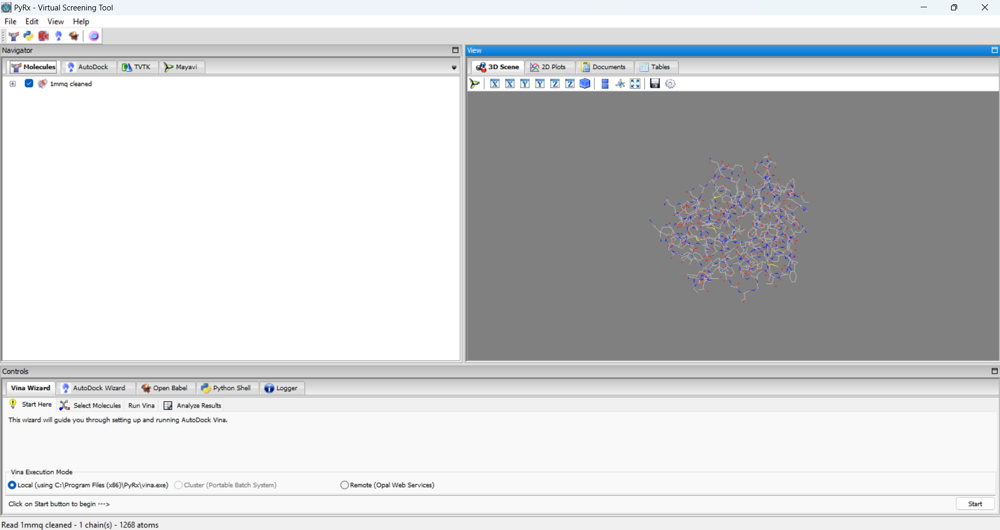 PyRx - Virtual Screening Tool
File Edit View Help
Navigator
Molecules AutoDock TVTK Mayavi
1mmq cleaned
View
3D Scene 2D Plots Documents Tables
X X Y Y Z Z
Controls
Vina Wizard AutoDock Wizard Open Babel Python Shell Logger
Start Here Select Molecules Run Vina Analyze Results
This wizard will guide you through setting up and running AutoDock Vina.
Vina Execution Mode
Local (using C:\Program Files (x86)\PyRx\vina.exe) Cluster (Portable Batch System) Remote (Opal Web Services)
Click on Start button to begin --->
Start
Read 1mmq cleaned - 1 chain(s) - 1268 atoms